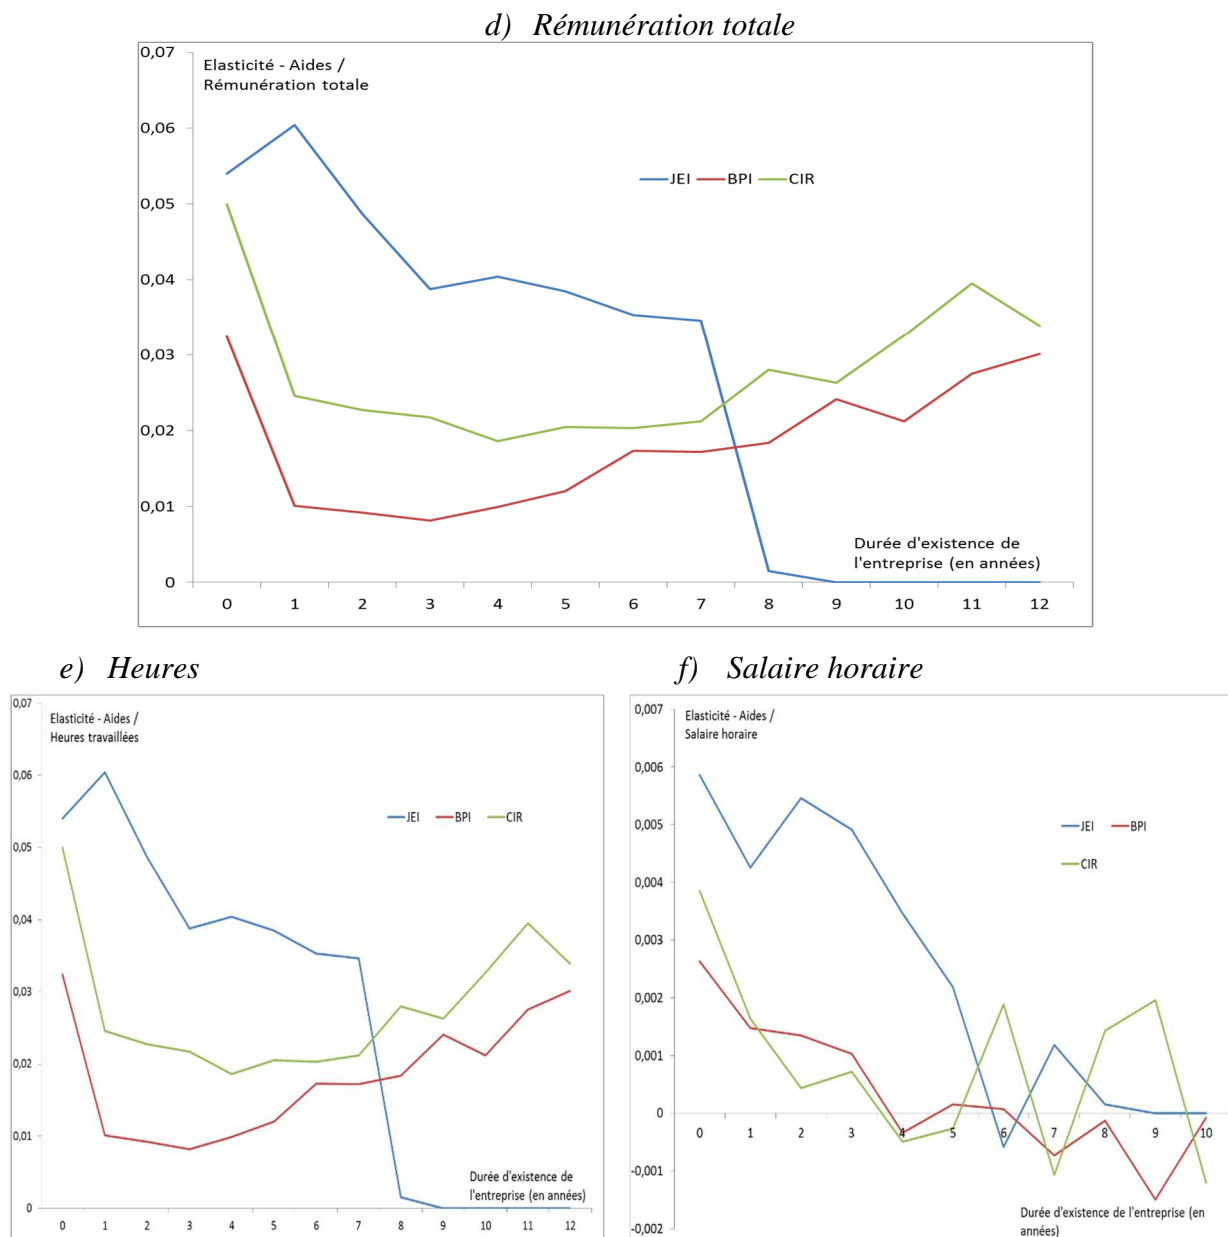 d) Rémunération totale
0,07
Elasticité - Aides /
Rémunération totale
0,06
JEI BPI CIR
0,05
0,04
0,03
0,02
0,01
Durée d'existence de
l'entreprise (en années)
0
0 1 2 3 4 5 6 7 8 9 10 11 12
e) Heures
0,07
Elasticité - Aides /
Heures travaillées
0,06
JEI BPI CIR
0,05
0,04
0,03
0,02
0,01
Durée d'existence de
l'entreprise (en années)
0
0 1 2 3 4 5 6 7 8 9 10 11 12
f) Salaire horaire
0,007
Elasticité - Aides /
Salaire horaire
0,006
0,005
JEI BPI
CIR
0,004
0,003
0,002
0,001
0
0 1 2 3 4 5 6 7 8 9 10
-0,001
Durée d'existence de l'entreprise (en
années)
-0,002